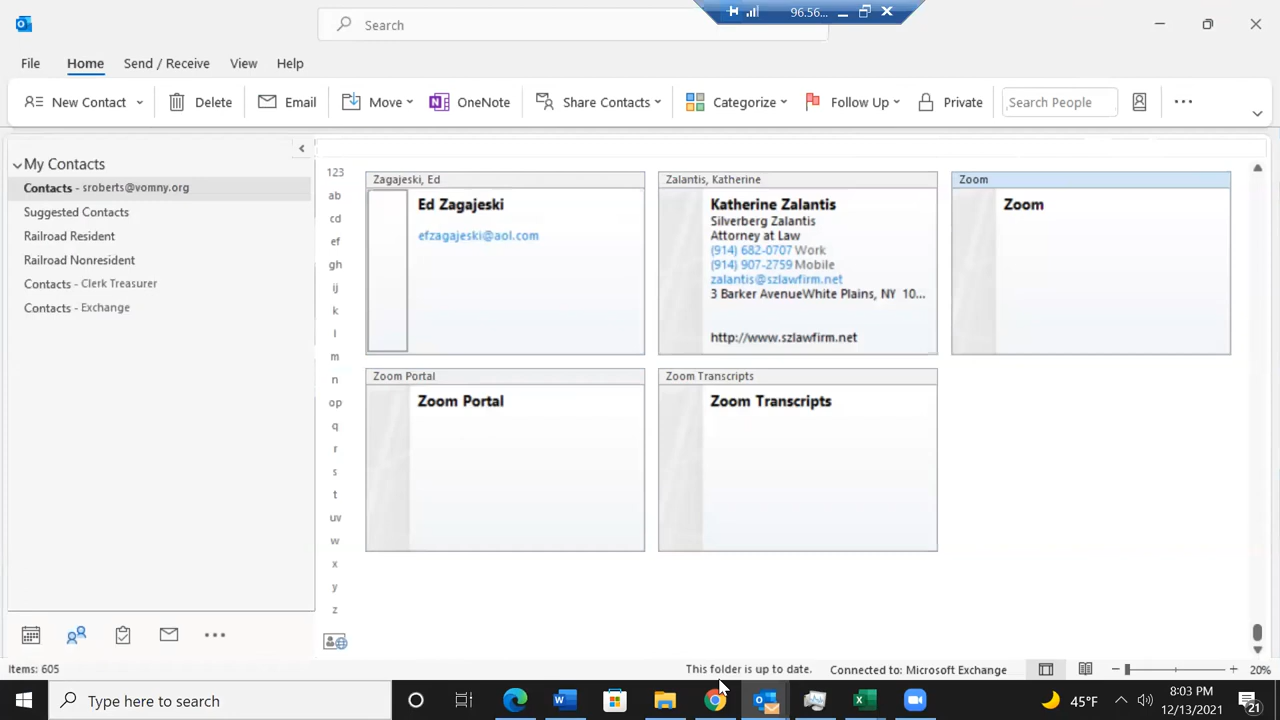 Search
96.56...
File Home Send / Receive View Help
New Contact Delete Email Move OneNote Share Contacts Categorize Follow Up Private Search People ...
My Contacts
Contacts - sroberts@vomny.org
Suggested Contacts
Railroad Resident
Railroad Nonresident
Contacts - Clerk Treasurer
Contacts - Exchange
123
ab
cd
ef
gh
ij
k
l
m
n
op
q
r
s
t
uv
w
x
y
z
Zagajeski, Ed
Ed Zagajeski
efzagajeski@aol.com
Zalantis, Katherine
Katherine Zalantis
Silverberg Zalantis
Attorney at Law
(914) 682-0707 Work
(914) 907-2759 Mobile
zalantis@szlawfirm.net
3 Barker AvenueWhite Plains, NY 10...
http://www.szlawfirm.net
Zoom
Zoom
Zoom Portal
Zoom Portal
Zoom Transcripts
Zoom Transcripts
Items: 605
This folder is up to date. Connected to: Microsoft Exchange 20%
Type here to search
45°F
8:03 PM
12/13/2021
21